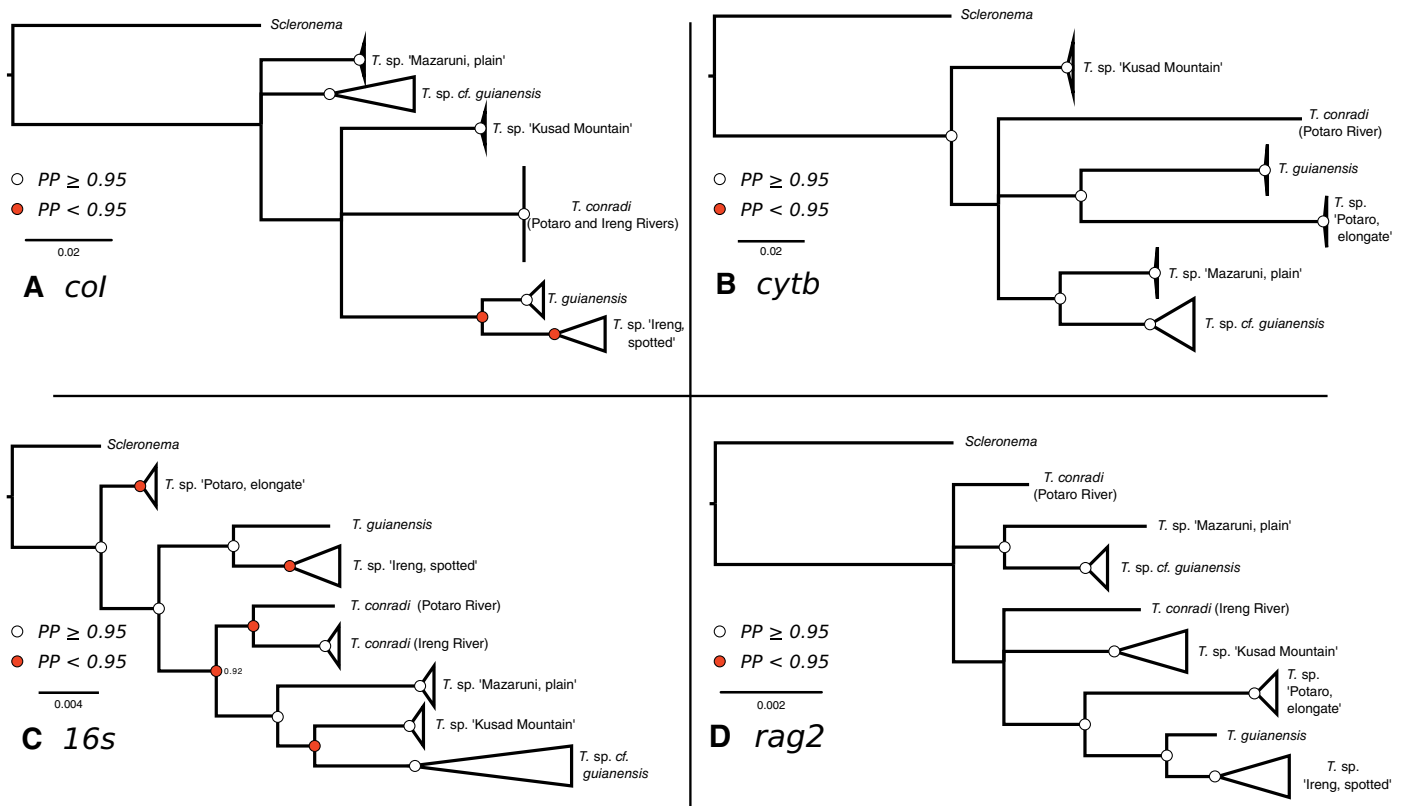 Scleronema
T. sp. 'Mazaruni, plain'
T. sp. cf. guianensis
T. sp. 'Kusad Mountain'
T. conradi
(Potaro and Ireng Rivers)
T. guianensis
T. sp. 'Ireng,
spotted'
PP ≥ 0.95
PP < 0.95
0.02
A col
Scleronema
T. sp. 'Kusad Mountain'
T. conradi
(Potaro River)
T. guianensis
T. sp.
'Potaro,
elongate'
T. sp. 'Mazaruni, plain'
T. sp. cf. guianensis
PP ≥ 0.95
PP < 0.95
0.02
B cytb
Scleronema
T. sp. 'Potaro, elongate'
T. guianensis
T. sp. 'Ireng, spotted'
T. conradi (Potaro River)
T. conradi (Ireng River)
0.92
T. sp. 'Mazaruni, plain'
T. sp. 'Kusad Mountain'
T. sp. cf.
guianensis
PP ≥ 0.95
PP < 0.95
0.004
C 16s
Scleronema
T. conradi
(Potaro River)
T. sp. 'Mazaruni, plain'
T. sp. cf. guianensis
T. conradi (Ireng River)
T. sp. 'Kusad Mountain'
T. sp.
'Potaro,
elongate'
T. guianensis
T. sp.
'Ireng, spotted'
PP ≥ 0.95
PP < 0.95
0.002
D rag2